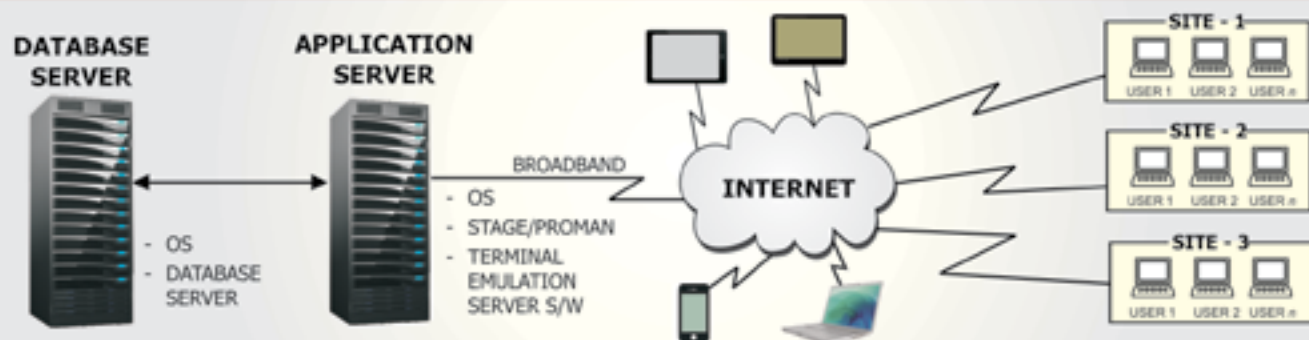 DATABASE
SERVER
- OS
- DATABASE
SERVER
APPLICATION
SERVER
BROADBAND
- OS
- STAGE/PROMAN
- TERMINAL
EMULATION
SERVER S/W
INTERNET
SITE - 1
USER 1 USER 2 USER n
SITE - 2
USER 1 USER 2 USER n
SITE - 3
USER 1 USER 2 USER n